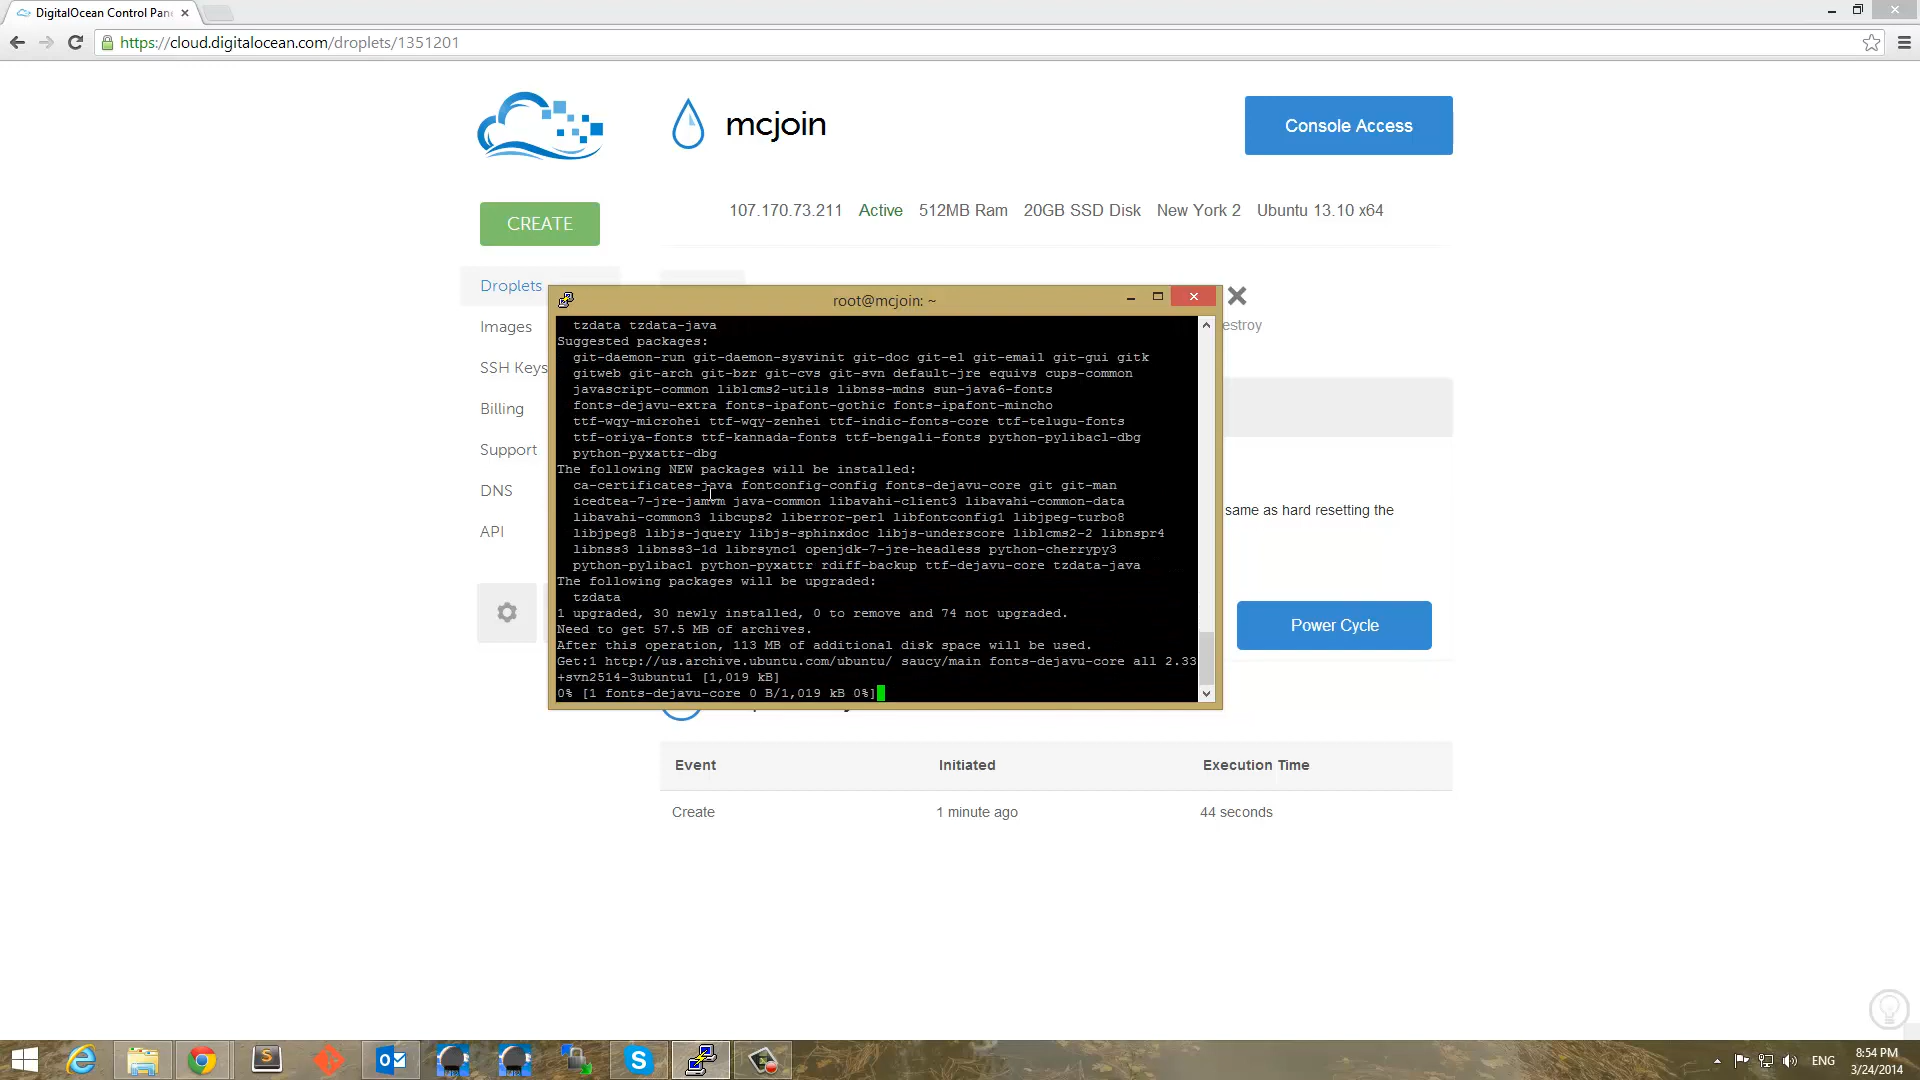 DigitalOcean Control Pan
https://cloud.digitalocean.com/droplets/1351201
mcjoin
Console Access
107.170.73.211 Active 512MB Ram 20GB SSD Disk New York 2 Ubuntu 13.10 x64
CREATE
Droplets
Images
SSH Keys
Billing
Support
DNS
API
root@mcjoin: ~
estroy
tzdata tzdata-java
Suggested packages:
git-daemon-run git-daemon-sysvinit git-doc git-el git-email git-gui gitk
gitweb git-arch git-bzr git-cvs git-svn default-jre equivs cups-common
javascript-common liblcms2-utils libnss-mdns sun-java6-fonts
fonts-dejavu-extra fonts-ipafont-gothic fonts-ipafont-mincho
ttf-wqy-microhei ttf-wqy-zenhei ttf-indic-fonts-core ttf-telugu-fonts
ttf-oriya-fonts ttf-kannada-fonts ttf-bengali-fonts python-pylibacl-dbg
python-pyxattr-dbg
The following NEW packages will be installed:
ca-certificates-java fontconfig-config fonts-dejavu-core git git-man
icedtea-7-jre-jamvm java-common libavahi-client3 libavahi-common-data
libavahi-common3 libcups2 liberror-perl libfontconfig1 libjpeg-turbo8
libjpeg8 libjs-jquery libjs-sphinxdoc libjs-underscore liblcms2-2 libnspr4
libnss3 libnss3-1d librsync1 openjdk-7-jre-headless python-cherrypy3
python-pylibacl python-pyxattr rdiff-backup ttf-dejavu-core tzdata-java
The following packages will be upgraded:
tzdata
1 upgraded, 30 newly installed, 0 to remove and 74 not upgraded.
Need to get 57.5 MB of archives.
After this operation, 113 MB of additional disk space will be used.
Get:1 http://us.archive.ubuntu.com/ubuntu/ saucy/main fonts-dejavu-core all 2.33
+svn2514-3ubuntu1 [1,019 kB]
0% [1 fonts-dejavu-core 0 B/1,019 kB 0%]
same as hard resetting the
Power Cycle
Event Initiated Execution Time
Create 1 minute ago 44 seconds
ENG
8:54 PM
3/24/2014